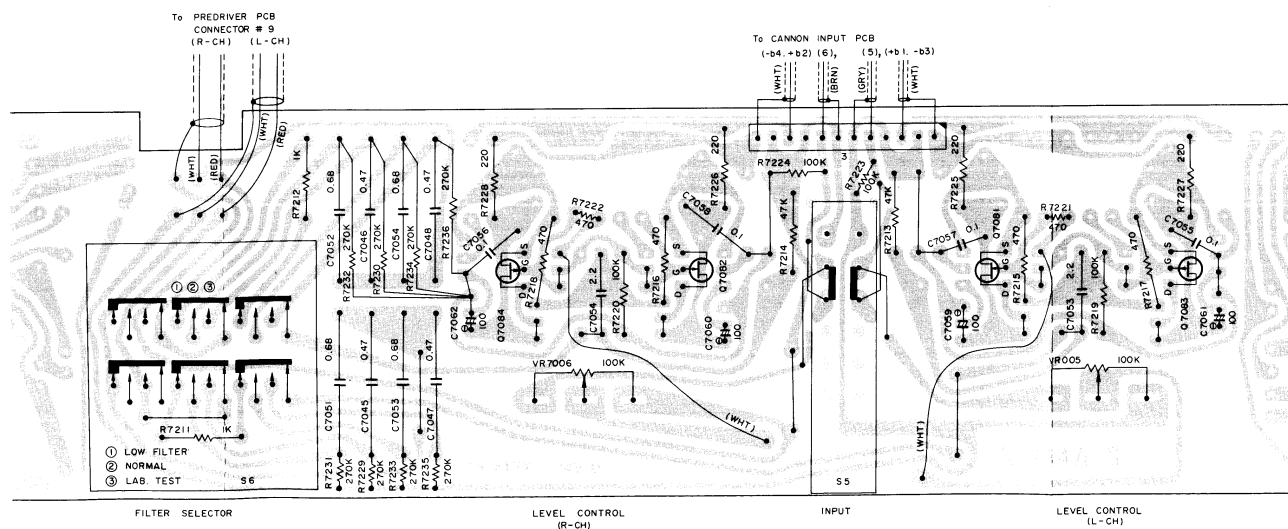 To PREDRIVER PCB
CONNECTOR # 9
(R-CH) (L-CH)
To CANNON INPUT PCB
(-b4. +b2) (6), (5), (+b1. -b3)
(WHT)
(BRN)
(GRY)
(WHT)
(WHT)
(RED)
(WHT)
(RED)
1K
R7212
0.68
C7052
270K
R7232
0.47
C7046
270K
R7230
0.68
C7054
270K
R7234
0.47
C7048
270K
R7236
220
R7228
C7056
0.756
S
G
D
C7062
100
Q7084
470
R7218
R7222
470
2.2
C7054
100K
R7220
470
R7216
220
R7226
C7058
0.1
S
G
D
Q7082
C7060
100
R7224 100K
47K
R7214
3
R7223
100K
47K
R7213
220
R7225
C7057
0.1
Q7081
S
G
D
C7059
100
470
R7215
R7221
470
2.2
C7053
100K
R7219
470
R7217
220
R7227
C7055
0.1
S
G
D
Q7083
C7061
100
① ② ③
R7211 1K
① LOW FILTER
② NORMAL
③ LAB. TEST S6
0.68
C7051
R7231
270K
0.47
C7045
R7229
270K
0.68
C7053
R7233
270K
0.47
C7047
R7235
270K
VR7006 100K
(WHT)
S5
(WHT)
VR005 100K
FILTER SELECTOR
LEVEL CONTROL
(R-CH)
INPUT
LEVEL CONTROL
(L-CH)